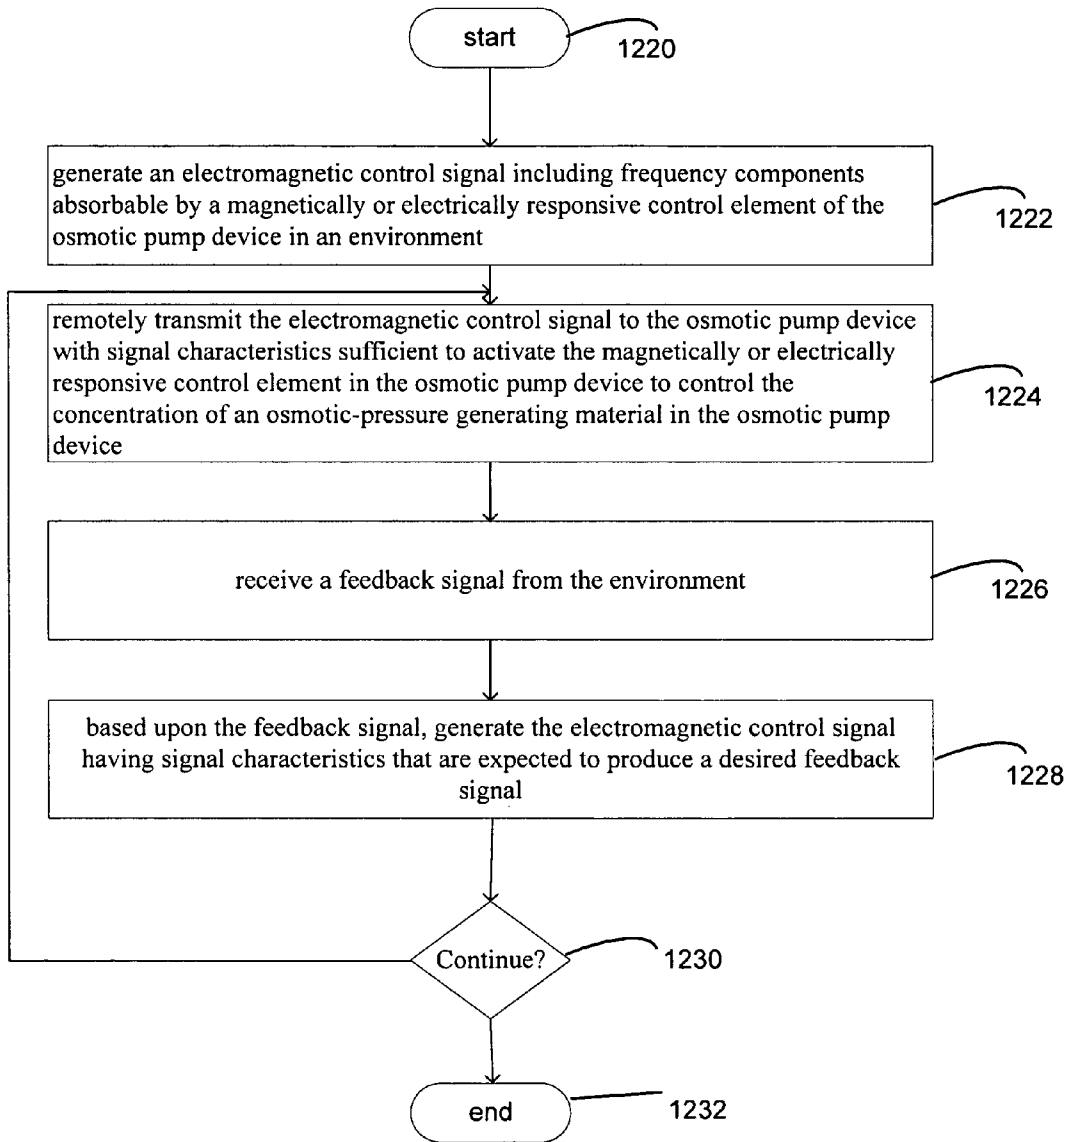 start
1220
generate an electromagnetic control signal including frequency components
absorbable by a magnetically or electrically responsive control element of the
osmotic pump device in an environment
1222
remotely transmit the electromagnetic control signal to the osmotic pump device
with signal characteristics sufficient to activate the magnetically or electrically
responsive control element in the osmotic pump device to control the
concentration of an osmotic-pressure generating material in the osmotic pump
device
1224
receive a feedback signal from the environment
1226
based upon the feedback signal, generate the electromagnetic control signal
having signal characteristics that are expected to produce a desired feedback
signal
1228
Continue?
1230
end
1232